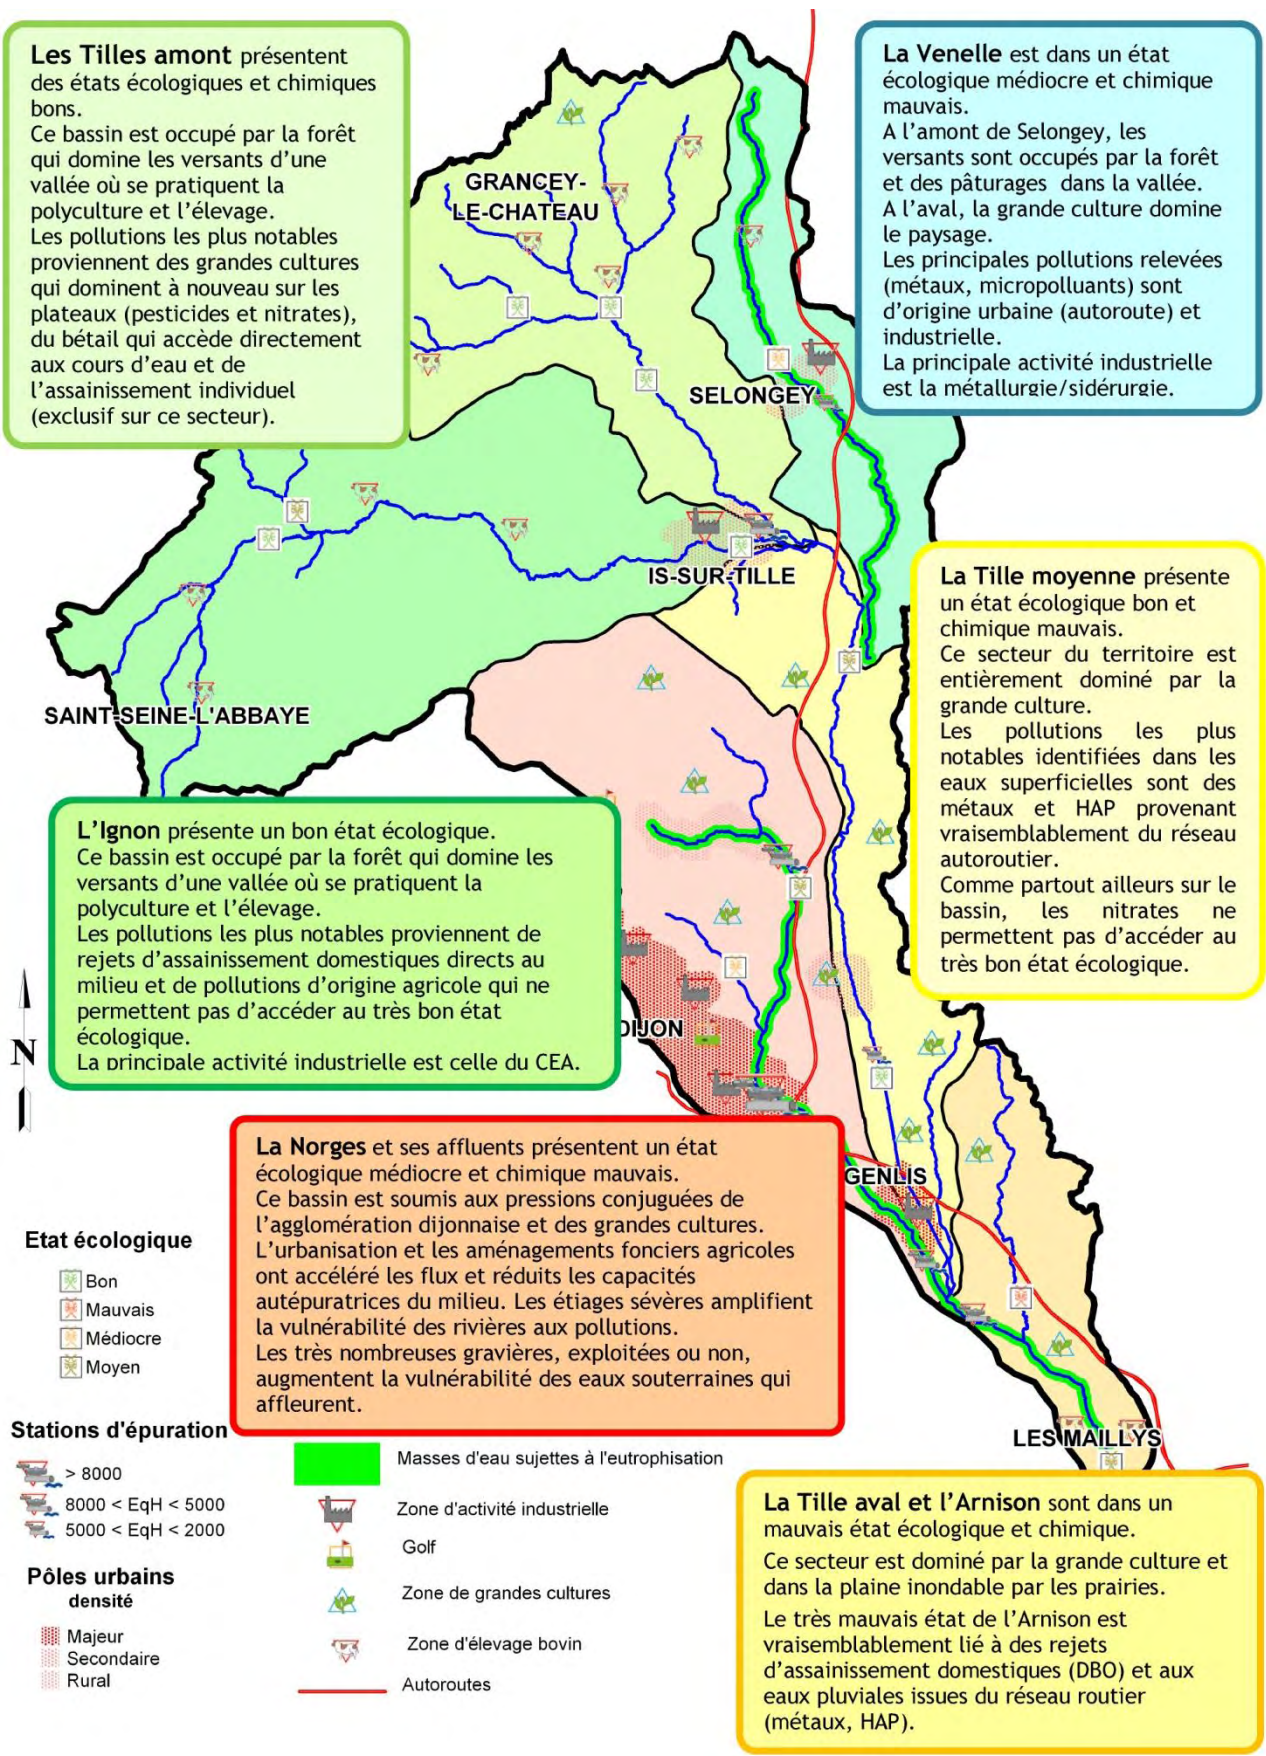 Les Tilles amont présentent
des états écologiques et chimiques
bons.
Ce bassin est occupé par la forêt
qui domine les versants d'une
vallée où se pratiquent la
polyculture et l'élevage.
Les pollutions les plus notables
proviennent des grandes cultures
qui dominent à nouveau sur les
plateaux (pesticides et nitrates),
du bétail qui accède directement
aux cours d'eau et de
l'assainissement individuel
(exclusif sur ce secteur).
La Venelle est dans un état
écologique médiocre et chimique
mauvais.
A l'amont de Selongey, les
versants sont occupés par la forêt
et des pâturages dans la vallée.
A l'aval, la grande culture domine
le paysage.
Les principales pollutions relevées
(métaux, micropolluants) sont
d'origine urbaine (autoroute) et
industrielle.
La principale activité industrielle
est la métallurgie/sidérurgie.
GRANCEY-
LE-CHATEAU
SELONGEY
IS-SUR-TILLE
SAINT-SEINE-L'ABBAYE
La Tille moyenne présente
un état écologique bon et
chimique mauvais.
Ce secteur du territoire est
entièrement dominé par la
grande culture.
Les pollutions les plus
notables identifiées dans les
eaux superficielles sont des
métaux et HAP provenant
vraisemblablement du réseau
autoroutier.
Comme partout ailleurs sur le
bassin, les nitrates ne
permettent pas d'accéder au
très bon état écologique.
L'Ignon présente un bon état écologique.
Ce bassin est occupé par la forêt qui domine les
versants d'une vallée où se pratiquent la
polyculture et l'élevage.
Les pollutions les plus notables proviennent de
rejets d'assainissement domestiques directs au
milieu et de pollutions d'origine agricole qui ne
permettent pas d'accéder au très bon état
écologique.
La principale activité industrielle est celle du CEA.
DIJON
N
GENLIS
La Norges et ses affluents présentent un état
écologique médiocre et chimique mauvais.
Ce bassin est soumis aux pressions conjuguées de
l'agglomération dijonnaise et des grandes cultures.
L'urbanisation et les aménagements fonciers agricoles
ont accéléré les flux et réduits les capacités
autépuratrices du milieu. Les étiages sévères amplifient
la vulnérabilité des rivières aux pollutions.
Les très nombreuses gravières, exploitées ou non,
augmentent la vulnérabilité des eaux souterraines qui
affleurent.
LES MAILLYS
Etat écologique
Bon
Mauvais
Médiocre
Moyen
Stations d'épuration
> 8000
8000 < EqH < 5000
5000 < EqH < 2000
Pôles urbains
densité
Majeur
Secondaire
Rural
Masses d'eau sujettes à l'eutrophisation
Zone d'activité industrielle
Golf
Zone de grandes cultures
Zone d'élevage bovin
Autoroutes
La Tille aval et l'Arnison sont dans un
mauvais état écologique et chimique.
Ce secteur est dominé par la grande culture et
dans la plaine inondable par les prairies.
Le très mauvais état de l'Arnison est
vraisemblablement lié à des rejets
d'assainissement domestiques (DBO) et aux
eaux pluviales issues du réseau routier
(métaux, HAP).